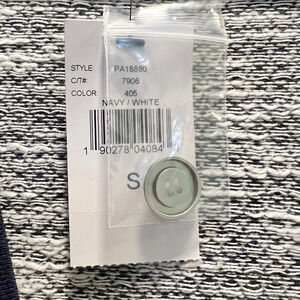 STYLE PA18880
C/T# 7906
COLOR 405
NAVY / WHITE
1 90278 04084
S